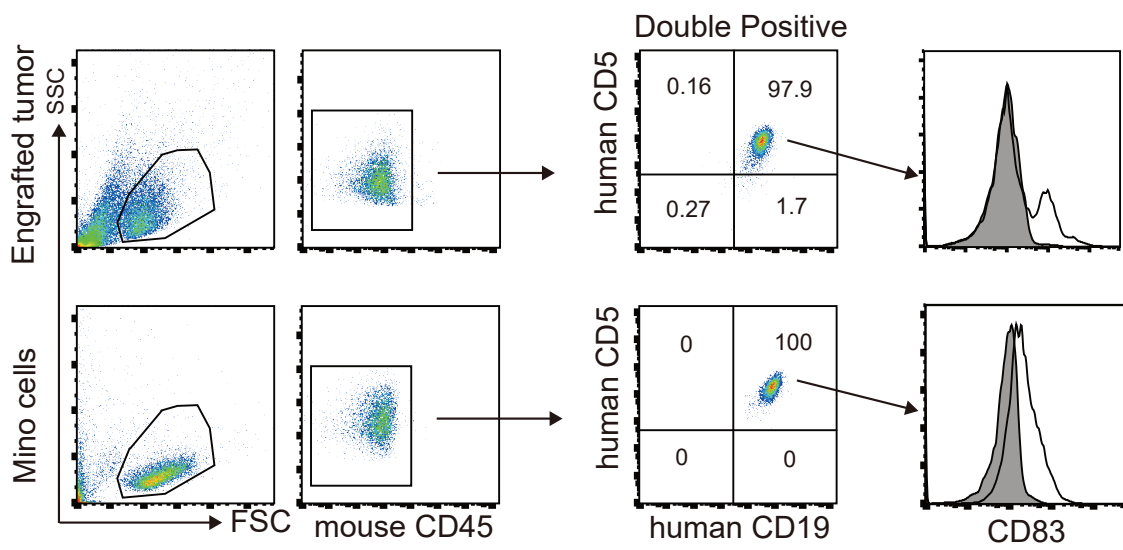 Double Positive
Engrafted tumor
SSC
human CD5
0.16
97.9
0.27
1.7
Mino cells
human CD5
0
100
0
0
FSC
mouse CD45
human CD19
CD83